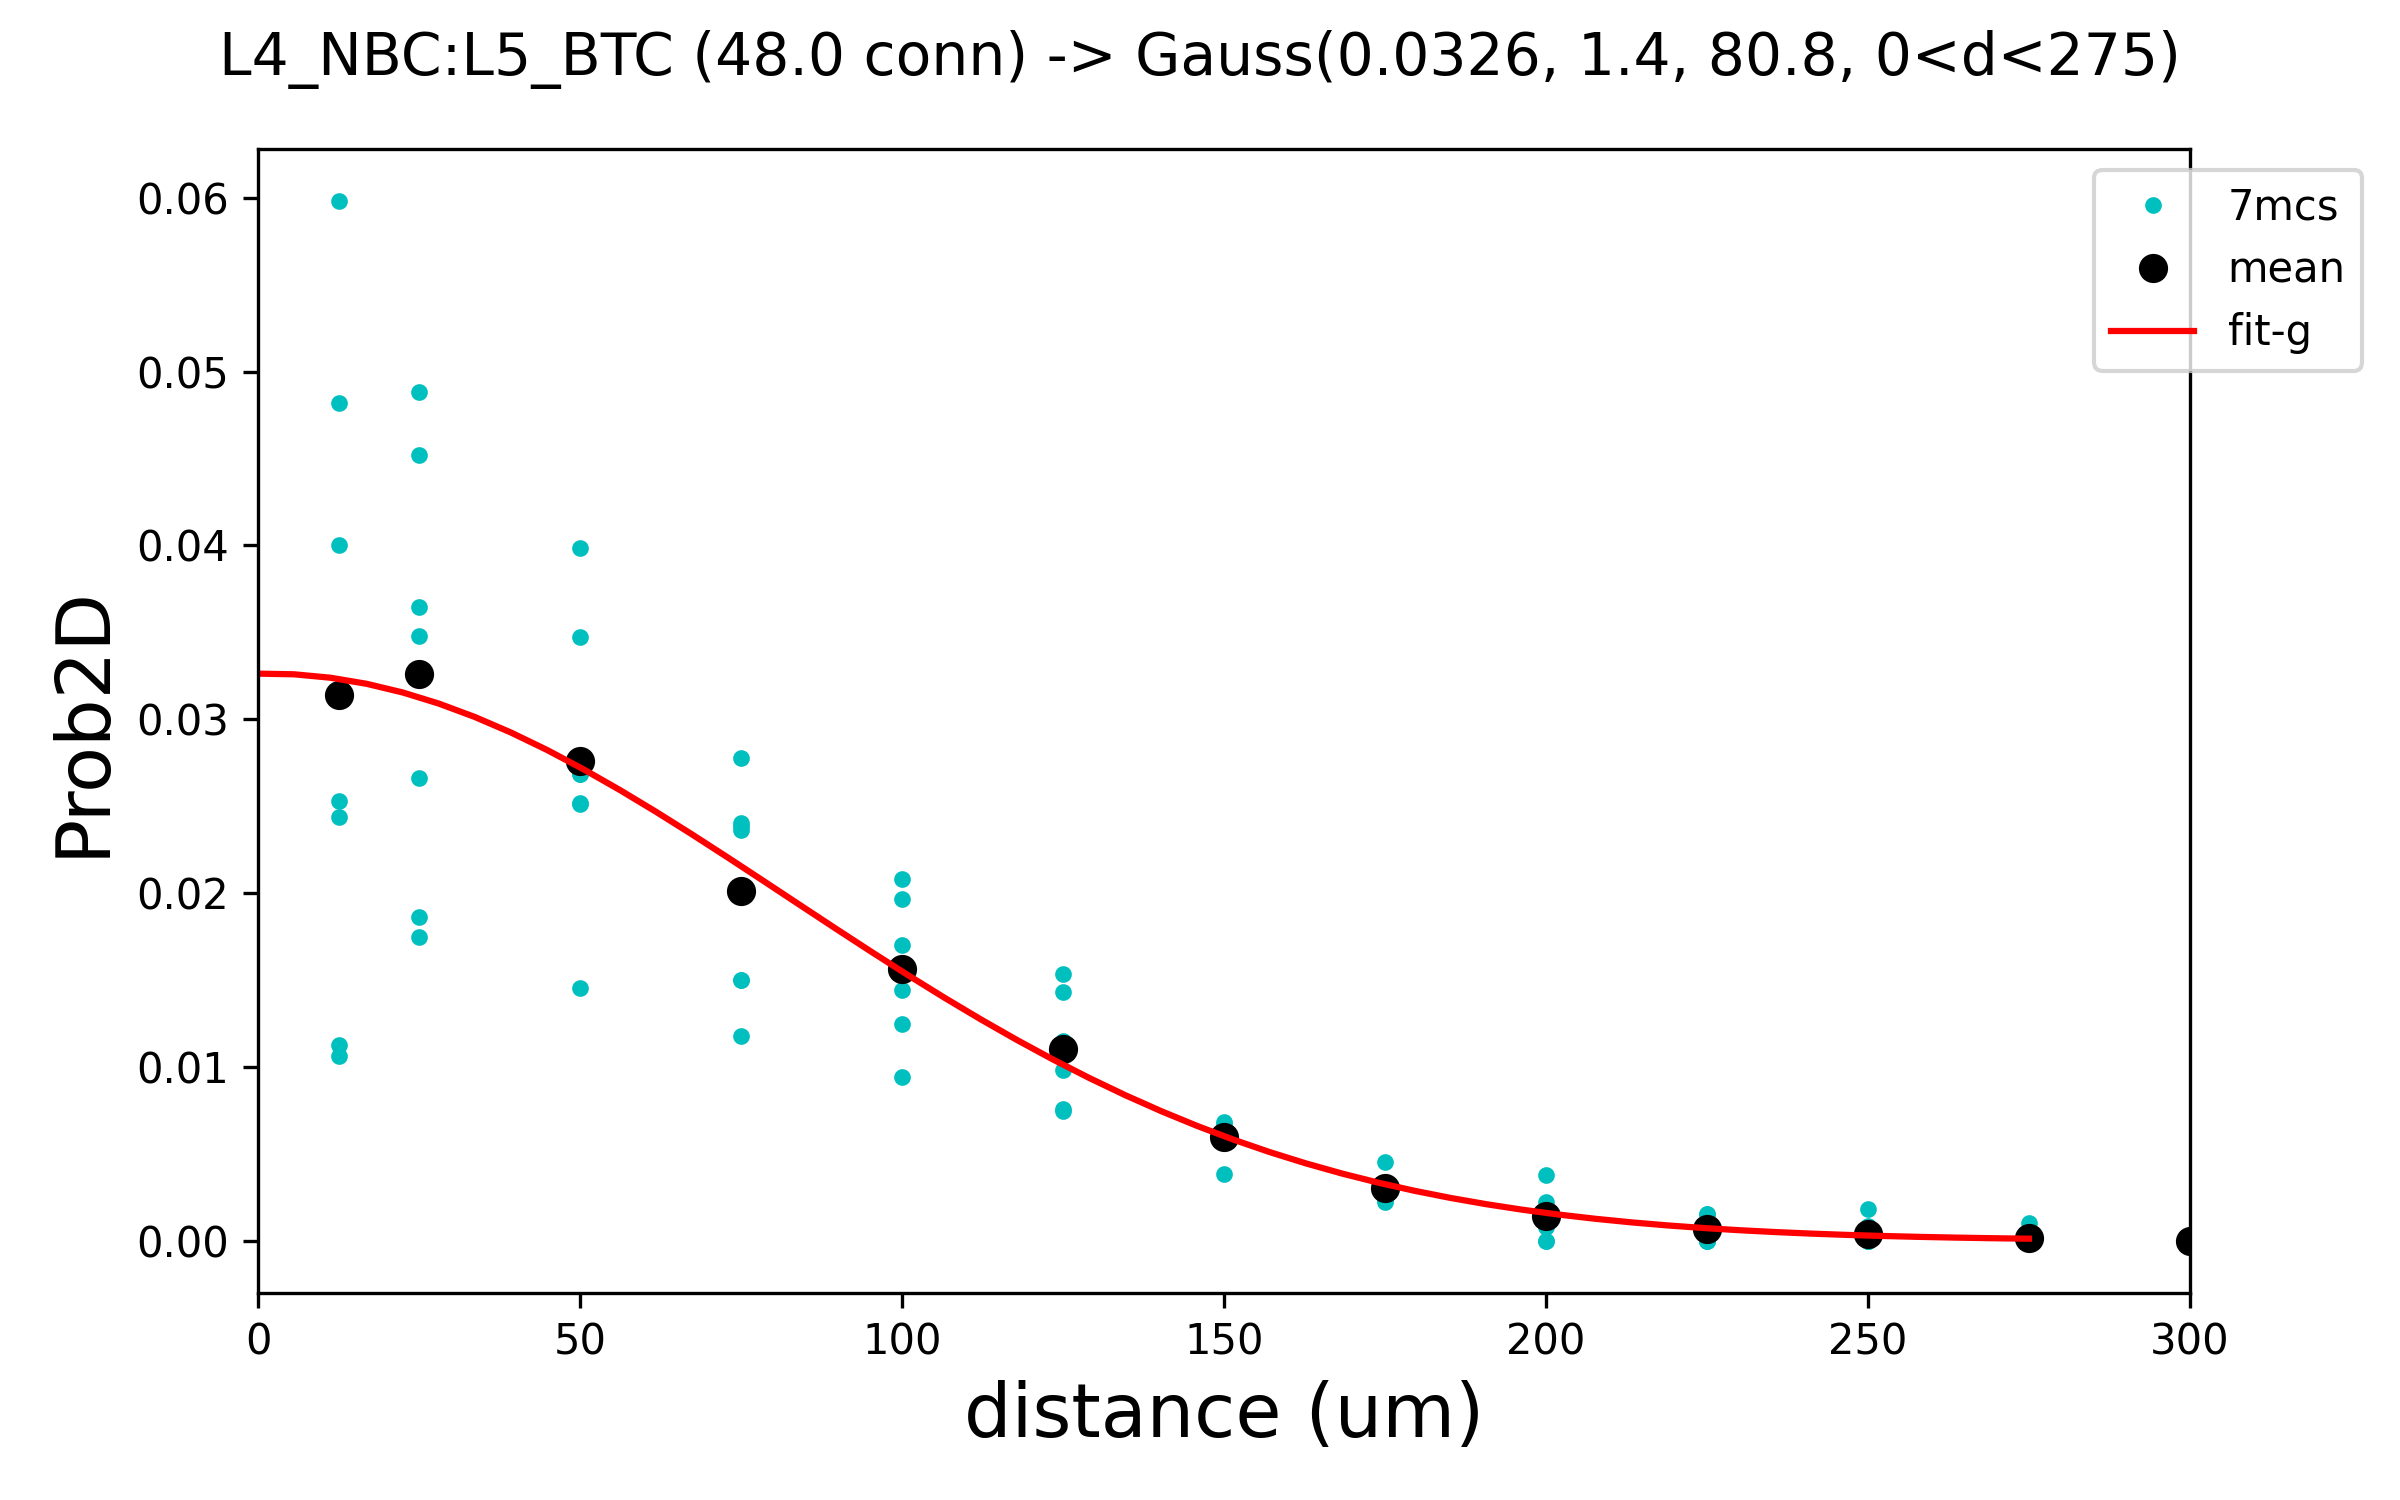 L4_NBC:L5_BTC (48.0 conn) -> Gauss(0.0326, 1.4, 80.8, 0<d<275)
7mcs
mean
fit-g
Prob2D
0.06
0.05
0.04
0.03
0.02
0.01
0.00
0 50 100 150 200 250 300
distance (um)